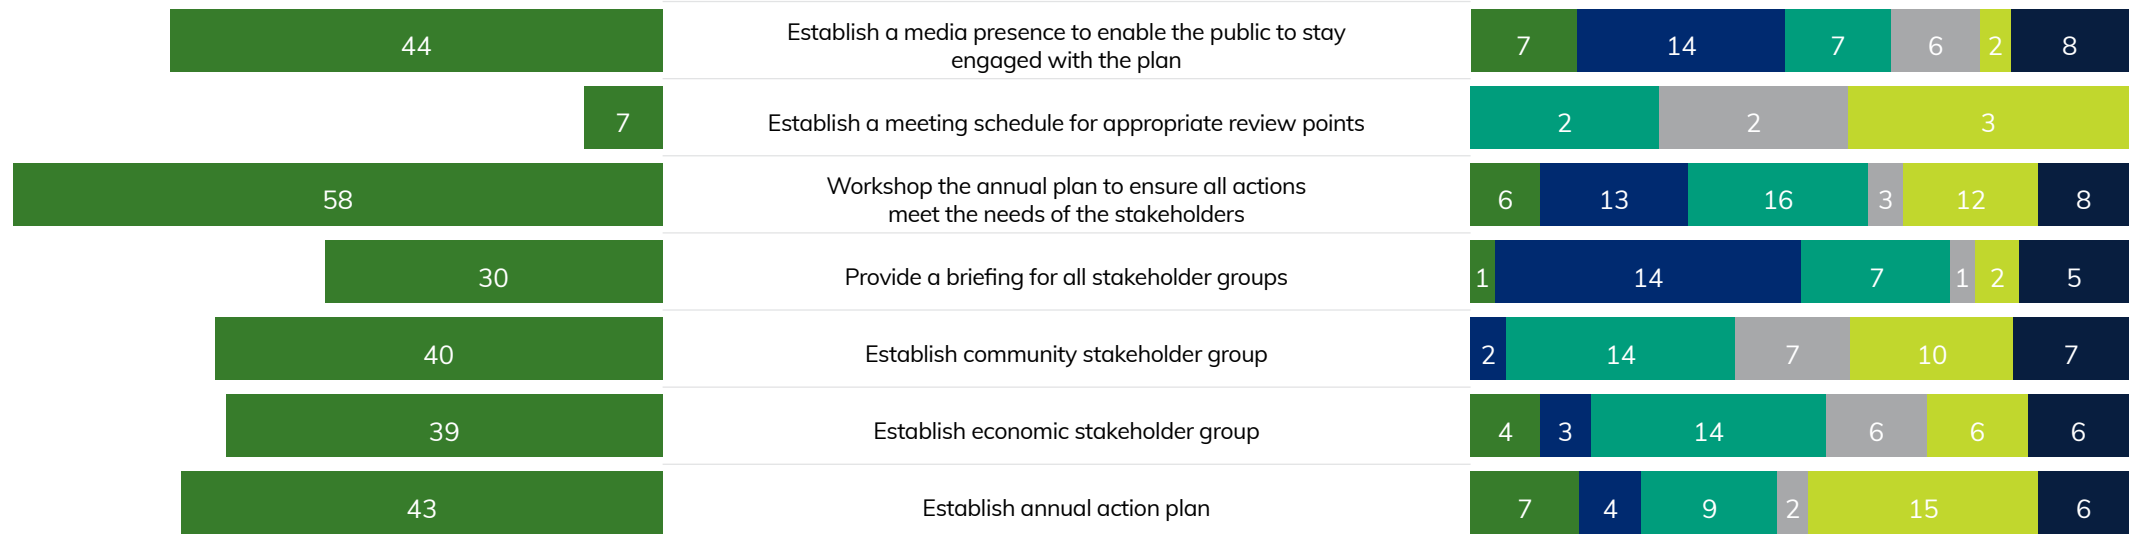 44 Establish a media presence to enable the public to stay 7 14 7 6 2 8
engaged with the plan
7 Establish a meeting schedule for appropriate review points 2 2 3
Workshop the annual plan to ensure all actions
58 meet the needs of the stakeholders 6 13 16 3 12 8
30 Provide a briefing for all stakeholder groups 1 14 7 1 2 5
40 Establish community stakeholder group 2 14 7 10 7
39 Establish economic stakeholder group 4 3 14 6 6 6
43 Establish annual action plan 7 4 9 2 15 6